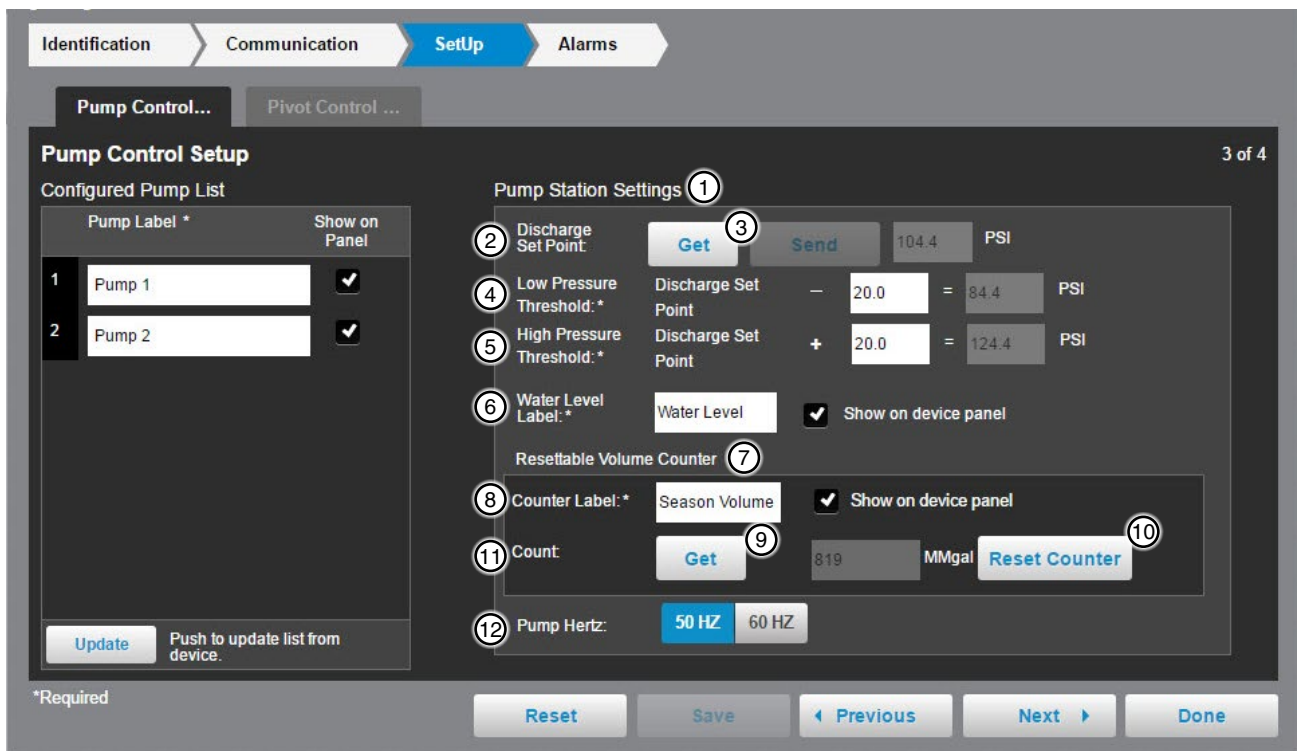 Identification
Communication
SetUp
Alarms
Pump Control...
Pivot Control ...
Pump Control Setup
3 of 4
Configured Pump List
Pump Label *
Show on
Panel
1
Pump 1
2
Pump 2
Update
Push to update list from
device.
Pump Station Settings 1
2 Discharge
Set Point:
Get 3 Send 104.4 PSI
4 Low Pressure
Threshold: *
Discharge Set
Point
– 20.0 = 84.4 PSI
5 High Pressure
Threshold: *
Discharge Set
Point
+ 20.0 = 124.4 PSI
6 Water Level
Label: *
Water Level Show on device panel
Resettable Volume Counter 7
8 Counter Label: * Season Volume Show on device panel
11 Count: Get 9 819 MMgal Reset Counter 10
12 Pump Hertz: 50 HZ 60 HZ
*Required
Reset
Save
Previous
Next
Done